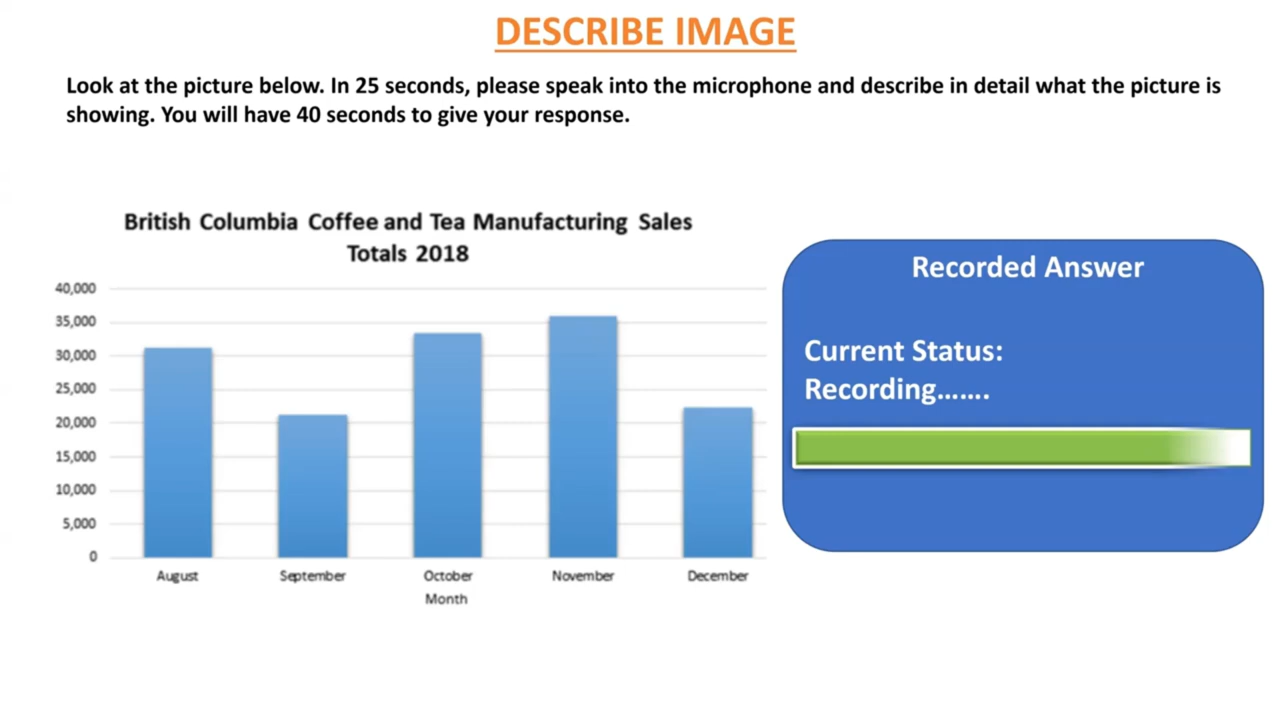 DESCRIBE IMAGE
Look at the picture below. In 25 seconds, please speak into the microphone and describe in detail what the picture is
showing. You will have 40 seconds to give your response.
British Columbia Coffee and Tea Manufacturing Sales
Totals 2018
40,000
35,000
30,000
25,000
20,000
15,000
10,000
5,000
0
August
September
October
November
December
Month
Recorded Answer
Current Status:
Recording.......